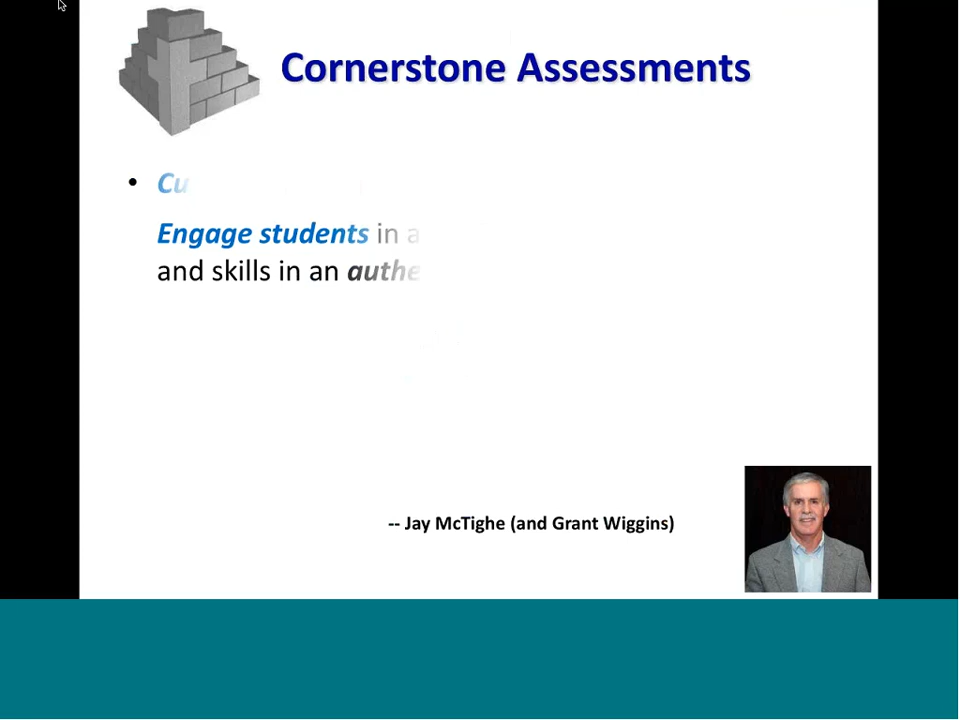 Cornerstone Assessments
Engage students in
and skills in an
-- Jay McTighe (and Grant Wiggins)